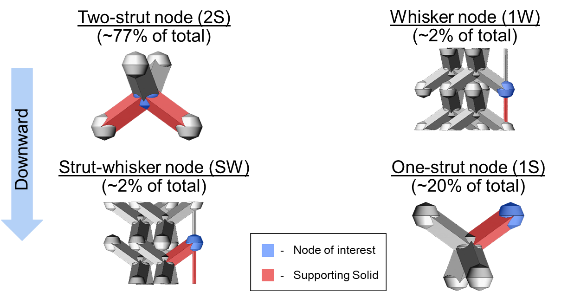 Two-strut node (2S)
(~77% of total)
Whisker node (1W)
(~2% of total)
Downward
Strut-whisker node (SW)
(~2% of total)
One-strut node (1S)
(~20% of total)
- Node of interest
- Supporting Solid